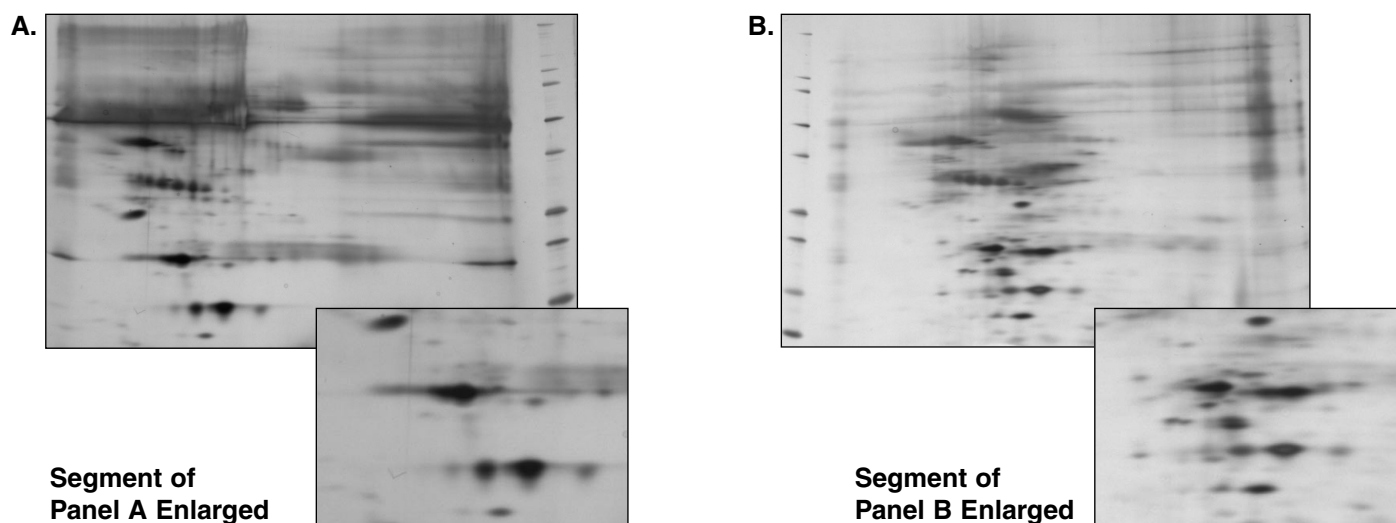 A.
B.
Segment of
Panel A Enlarged
Segment of
Panel B Enlarged